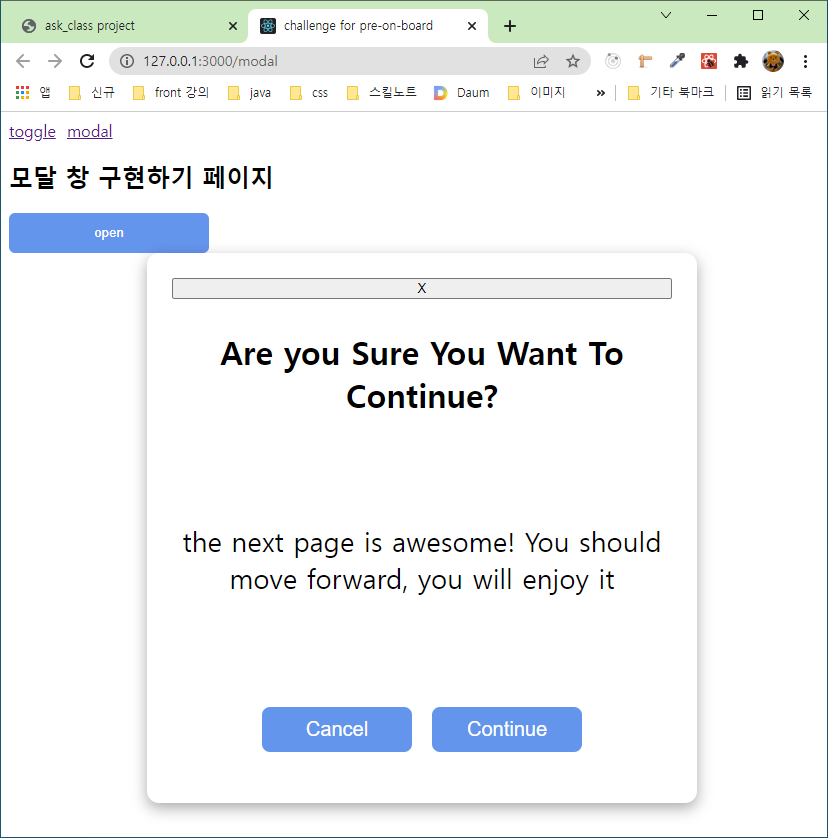 ask_class project
challenge for pre-on-board
127.0.0.1:3000/modal
앱 신규 front 강의 java css 스킬노트 Daum 이미지 » 기타 북마크 읽기 목록
toggle modal
모달 창 구현하기 페이지
open
X
Are you Sure You Want To
Continue?
the next page is awesome! You should
move forward, you will enjoy it
Cancel Continue